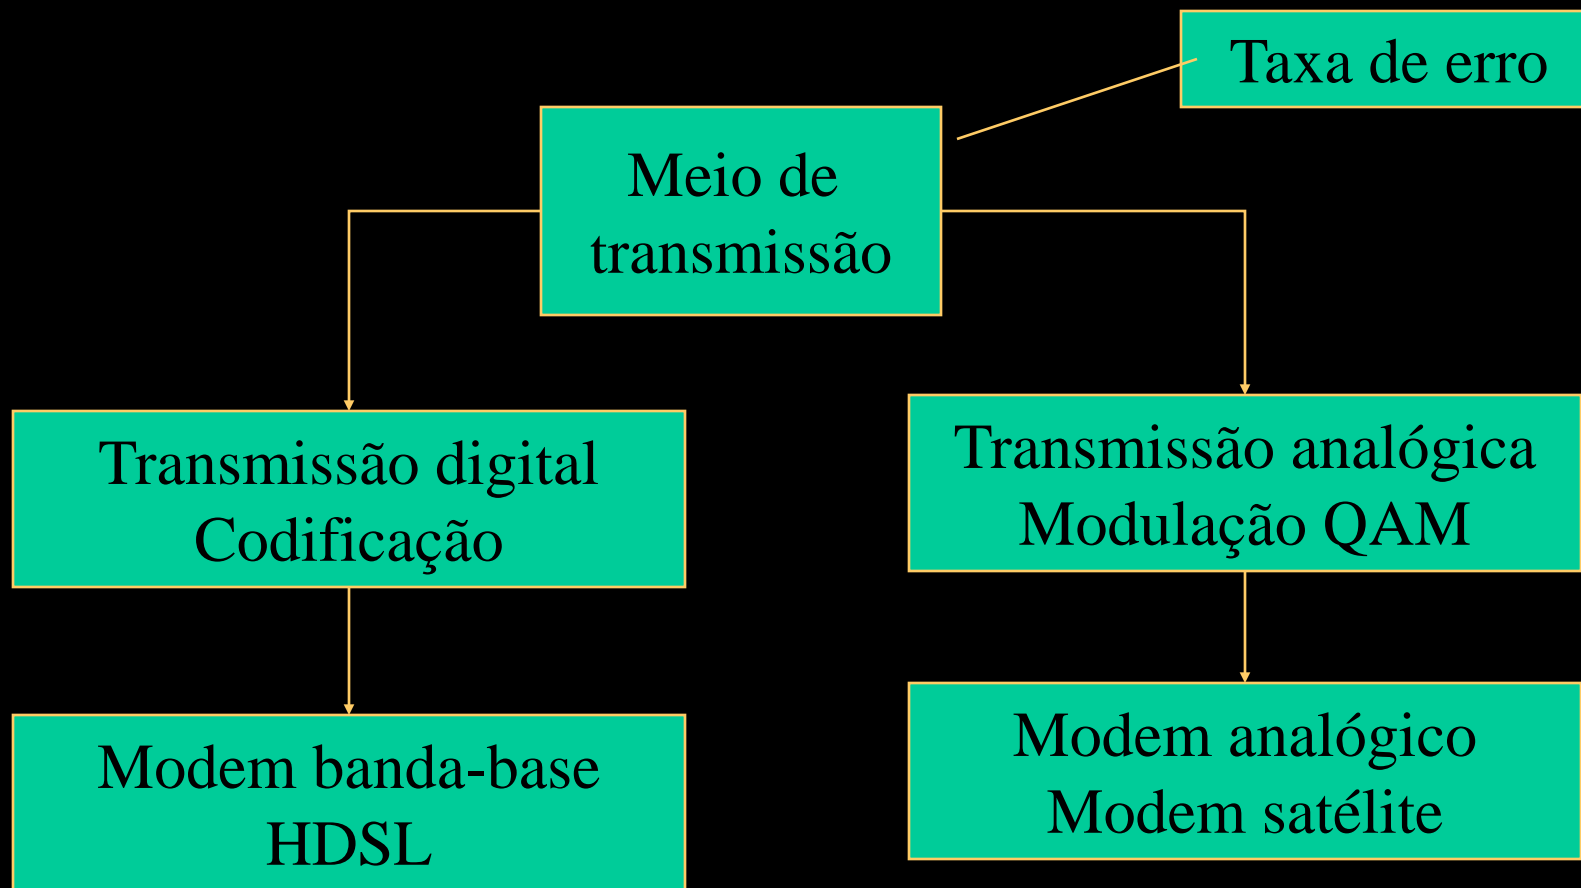 Taxa de erro
Meio de
transmissão
Transmissão digital
Codificação
Transmissão analógica
Modulação QAM
Modem banda-base
HDSL
Modem analógico
Modem satélite